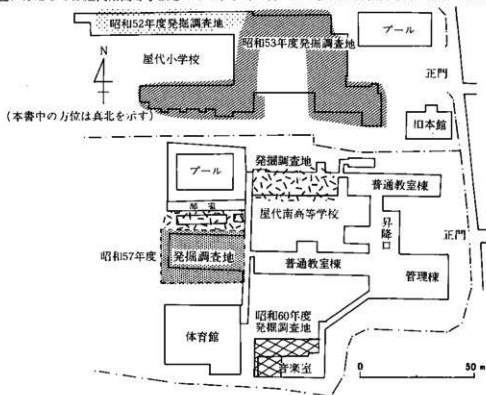 昭和52年度発掘調査地
昭和53年度発掘調査地
プール
屋代小学校
正門
N
(本書中の方位は真北を示す)
旧本館
発掘調査地
プール
普通教室棟
部室
屋代南高等学校
昇降口
正門
昭和57年度
発掘調査地
普通教室棟
管理棟
昭和60年度
発掘調査地
体育館
音楽室
0
50m